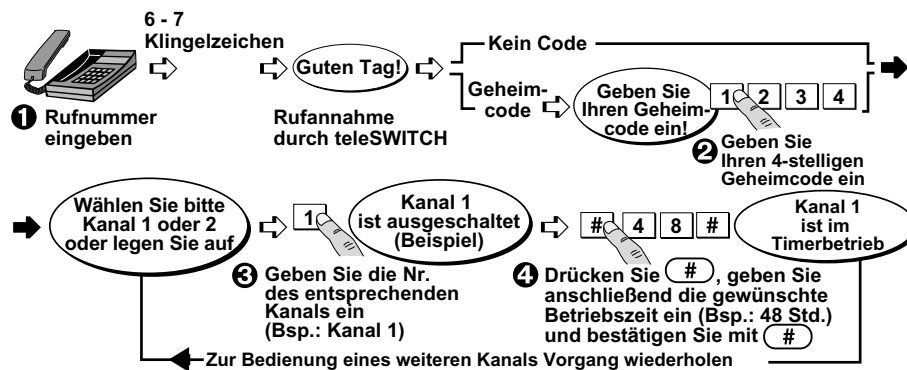 6 - 7
Klingelzeichen
Guten Tag!
Kein Code
Geheim-
code
Geben Sie
Ihren Geheim-
code ein!
1 2 3 4
❶ Rufnummer
eingeben
Rufannahme
durch teleSWITCH
❷ Geben Sie
Ihren 4-stelligen
Geheimcode ein
Wählen Sie bitte
Kanal 1 oder 2
oder legen Sie auf
1
Kanal 1
ist ausgeschaltet
(Beispiel)
# 4 8 #
Kanal 1
ist im
Timerbetrieb
❸ Geben Sie die Nr.
des entsprechenden
Kanals ein
(Bsp.: Kanal 1)
❹ Drücken Sie #, geben Sie
anschließend die gewünschte
Betriebszeit ein (Bsp.: 48 Std.)
und bestätigen Sie mit #
Zur Bedienung eines weiteren Kanals Vorgang wiederholen